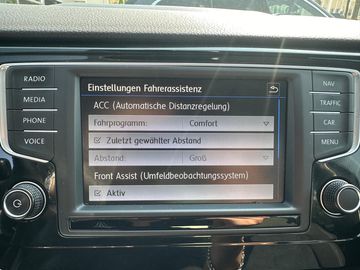 RADIO
MEDIA
PHONE
VOICE
Einstellungen Fahrerassistenz
ACC (Automatische Distanzregelung)
Fahrprogramm: Comfort
Zuletzt gewählter Abstand
Abstand: Groß
Front Assist (Umfeldbeobachtungssystem)
Aktiv
NAV
TRAFFIC
CAR
MENU